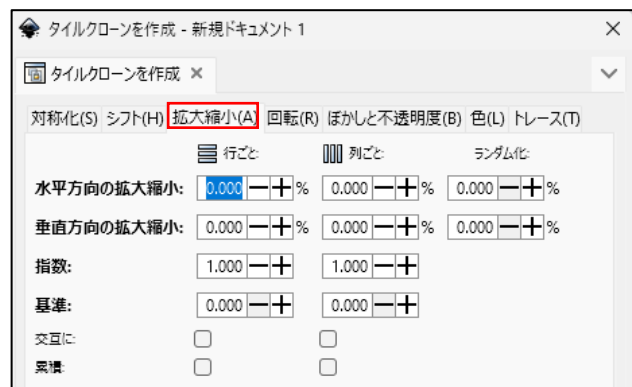 タイルクローンを作成 - 新規ドキュメント 1
タイルクローンを作成
対称化(S) シフト(H) 拡大縮小(A) 回転(R) ぼかしと不透明度(B) 色(L) トレース(T)
行ごと: 列ごと: ランダム化:
水平方向の拡大縮小: 0.000 % 0.000 % 0.000 %
垂直方向の拡大縮小: 0.000 % 0.000 % 0.000 %
指数: 1.000 1.000
基準: 0.000 0.000
交互に:
累積: